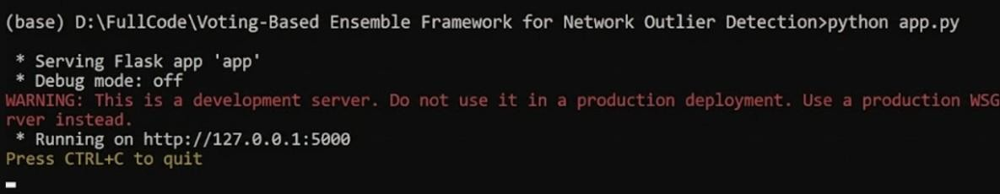 (base) D:\FullCode\Voting-Based Ensemble Framework for Network Outlier Detection>python app.py
 * Serving Flask app 'app'
 * Debug mode: off
WARNING: This is a development server. Do not use it in a production deployment. Use a production WSG
rver instead.
 * Running on http://127.0.0.1:5000
Press CTRL+C to quit